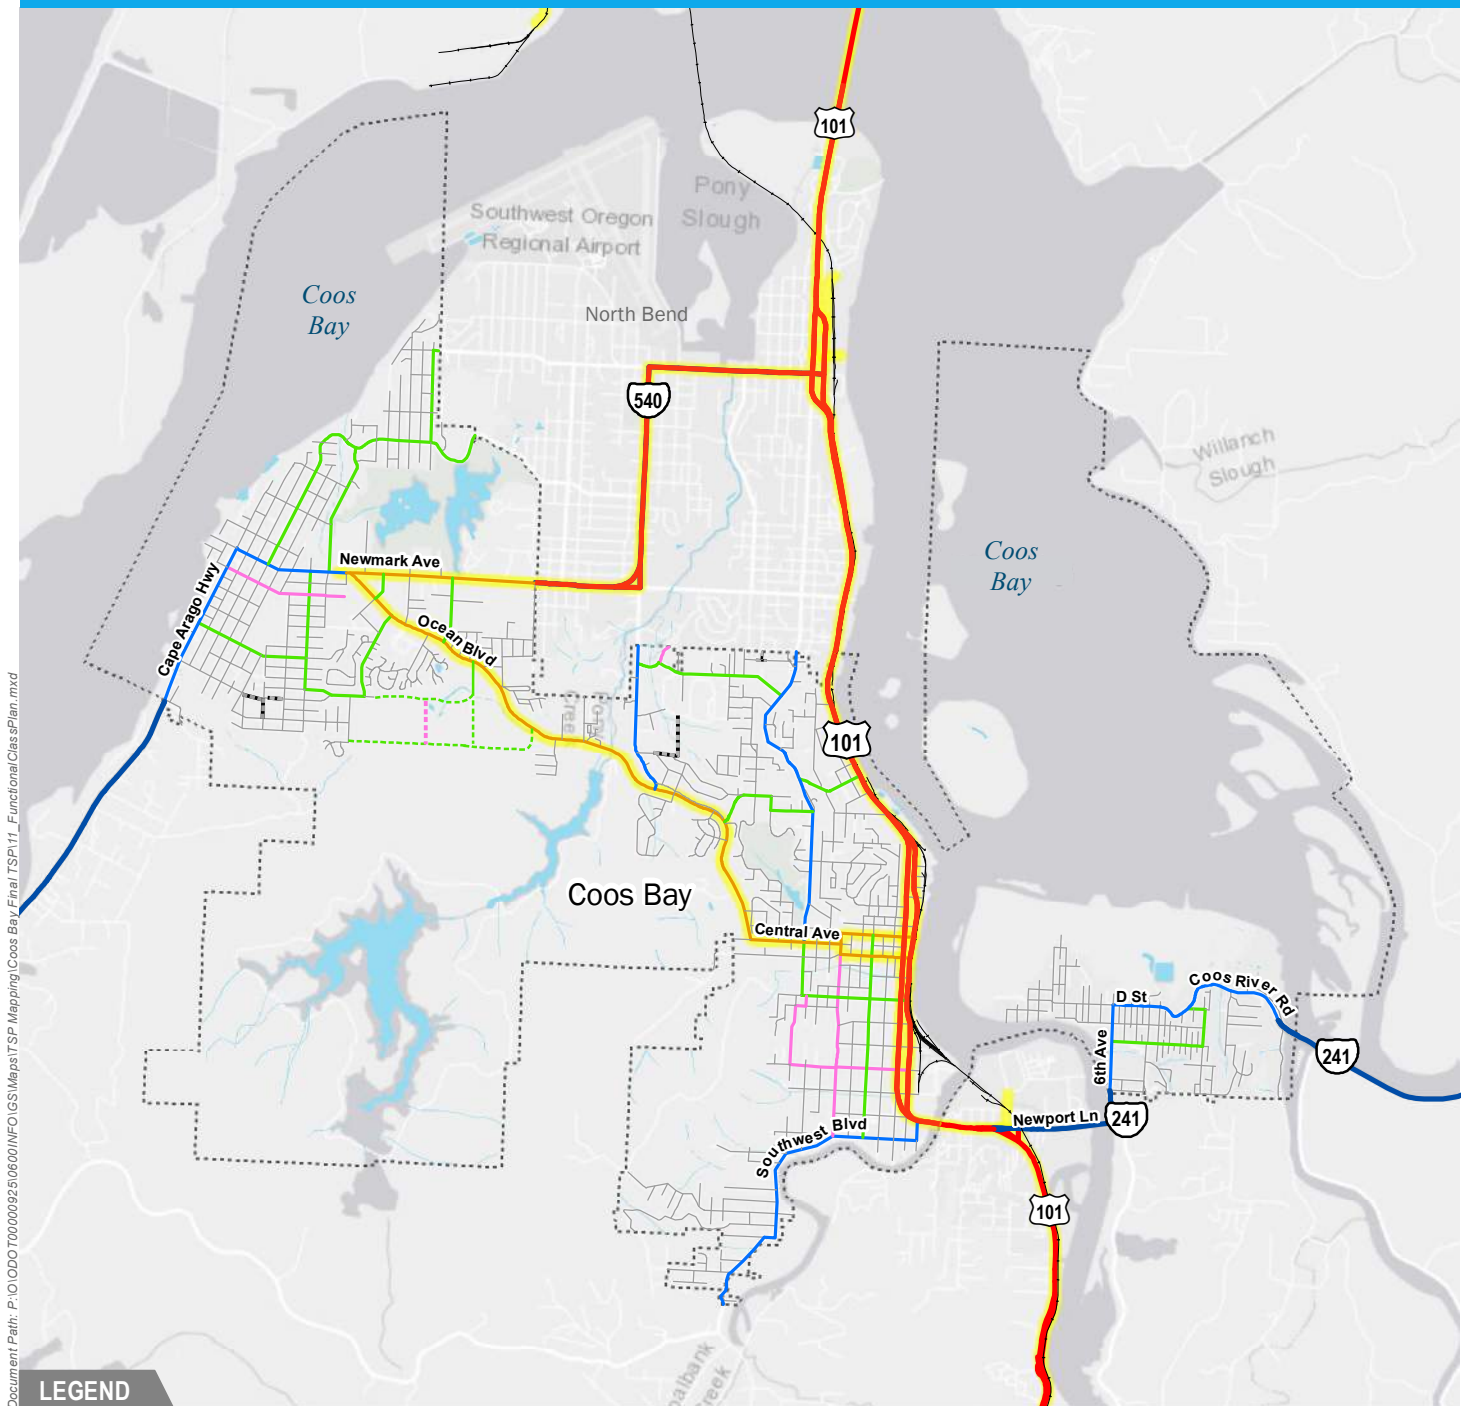 101
Pony
Slough
Southwest Oregon
Regional Airport
Coos
Bay
North Bend
540
Willanch
Slough
Coos
Bay
Newmark Ave
Cape Arago Hwy
Ocean Blvd
101
Coos Bay
Central Ave
D St
Coos River Rd
6th Ave
241
Newport Ln
241
Southwest Blvd
101
Document Path: P:\O\ODOT00000925\0600INFO\GS\Maps\TSP Mapping\Coos Bay Final TSP\11_FunctionalClassPlan.mxd
LEGEND